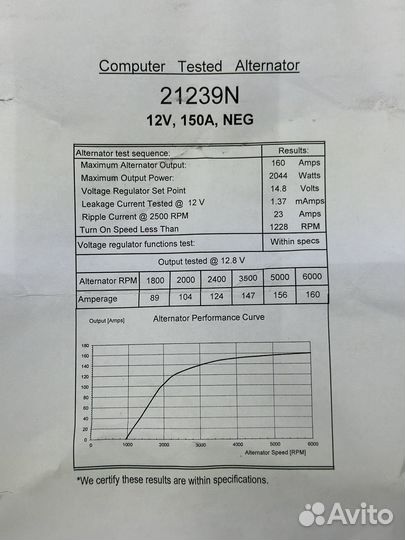 Computer Tested Alternator
21239N
12V, 150A, NEG
Alternator test sequence: Results:
Maximum Alternator Output: 160 Amps
Maximum Output Power: 2044 Watts
Voltage Regulator Set Point 14.8 Volts
Leakage Current Tested @ 12 V 1.37 mAmps
Ripple Current @ 2500 RPM 23 Amps
Turn On Speed Less Than 1228 RPM
Voltage regulator functions test: Within specs
Output tested @ 12.8 V
Alternator RPM 1800 2000 2400 3500 5000 6000
Amperage 89 104 124 147 156 160
Output [Amps] Alternator Performance Curve
180
160
140
120
100
80
60
40
20
0
0 1000 2000 3000 4000 5000 6000
Alternator Speed [RPM]
*We certify these results are within specifications.
Avito